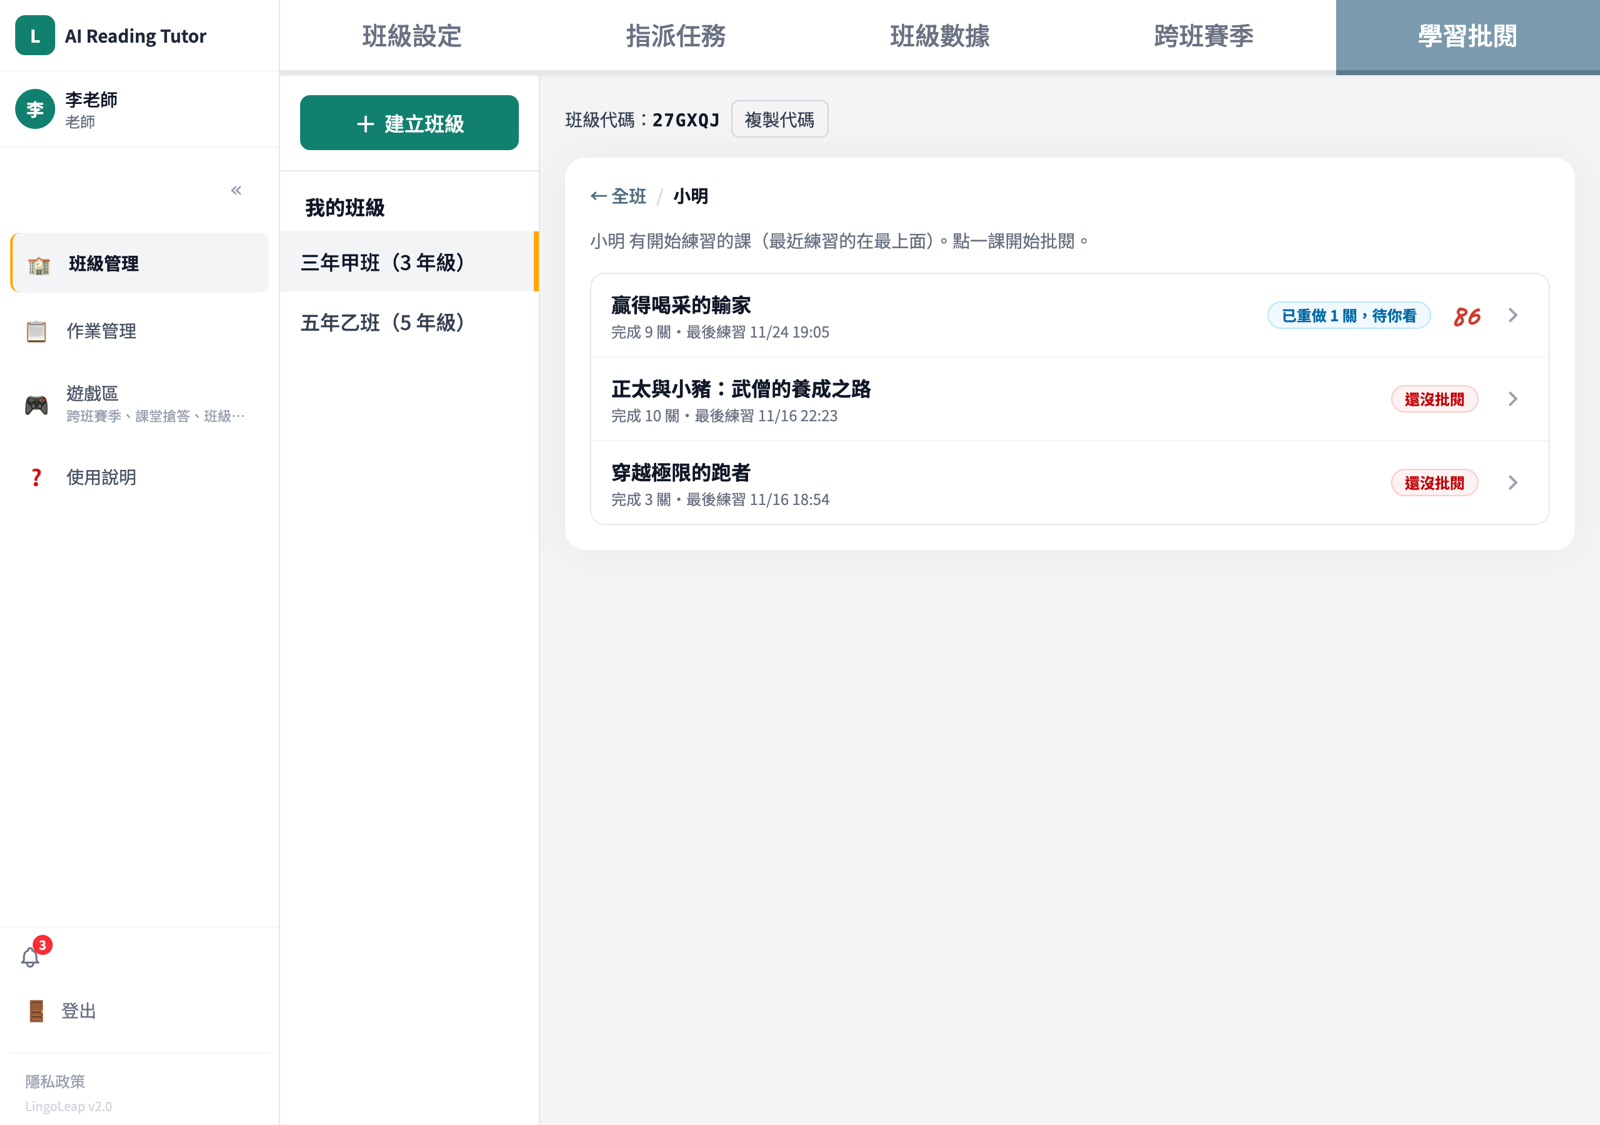 L AI Reading Tutor
李 李老師
老師
«
班級管理
作業管理
遊戲區
跨班賽季、課堂搶答、班級…
使用說明
3
登出
隱私政策
LingoLeap v2.0
班級設定 指派任務 班級數據 跨班賽季 學習批閱
＋ 建立班級
我的班級
三年甲班（3 年級）
五年乙班（5 年級）
班級代碼：27GXQJ 複製代碼
← 全班 / 小明
小明 有開始練習的課（最近練習的在最上面）。點一課開始批閱。
贏得喝采的輸家
完成 9 關・最後練習 11/24 19:05
已重做 1 關，待你看 86
正太與小豬：武僧的養成之路
完成 10 關・最後練習 11/16 22:23
還沒批閱
穿越極限的跑者
完成 3 關・最後練習 11/16 18:54
還沒批閱